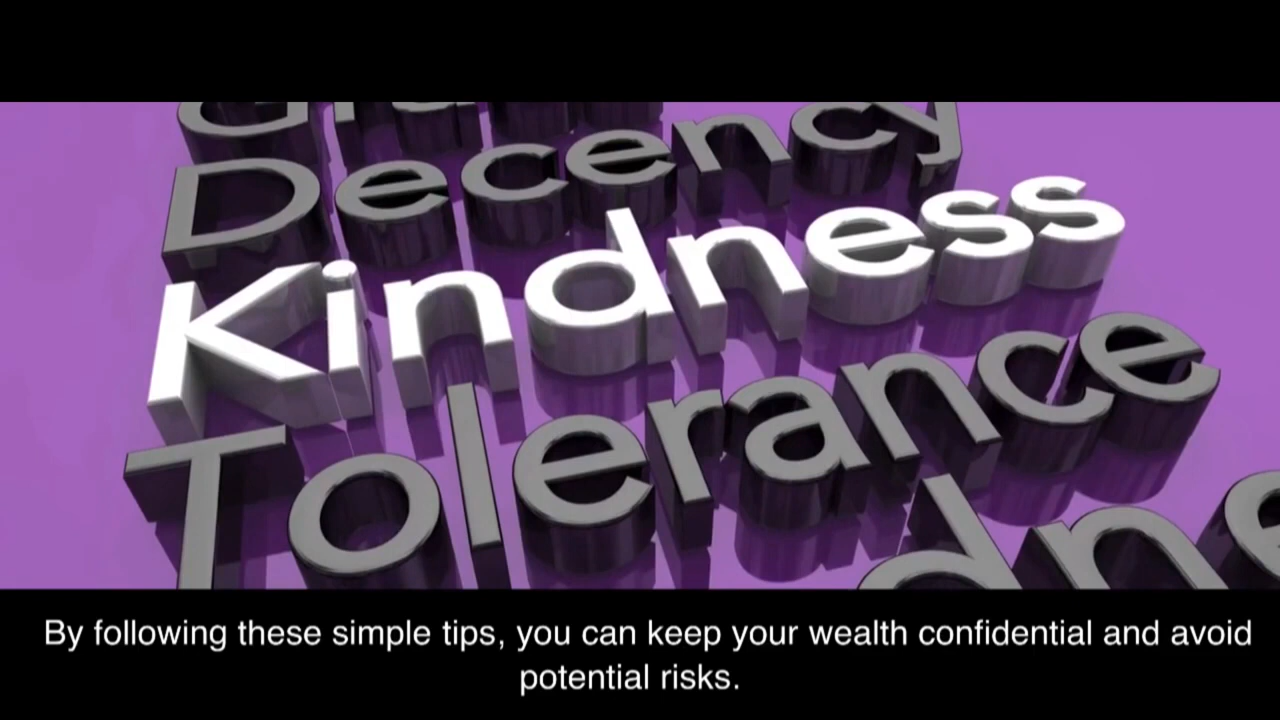 Decency
Kindness
Tolerance
By following these simple tips, you can keep your wealth confidential and avoid
potential risks.